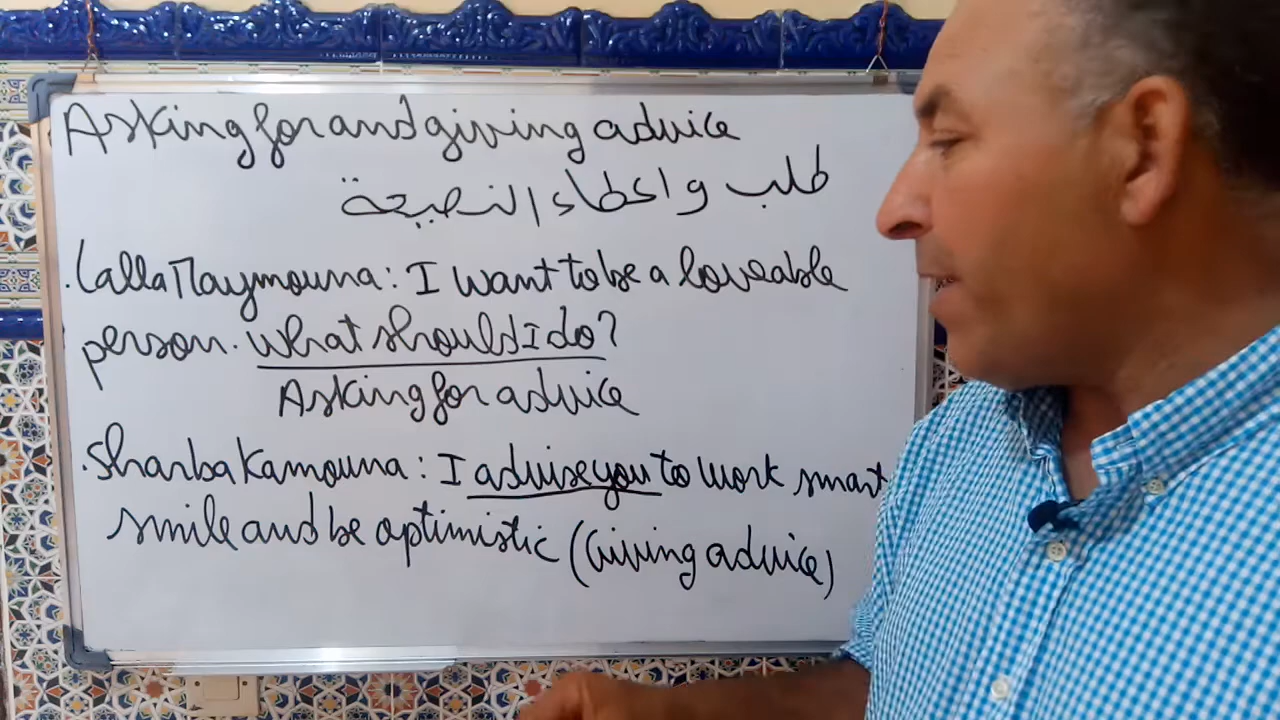 Asking for and giving advice
طلب و اعطاء النصيحة
. Lalla Maymouna: I want to be a loveable
person. What should I do?
Asking for advice
. Sharba Kamouna: I advise you to work smart
smile and be optimistic (Giving advice)